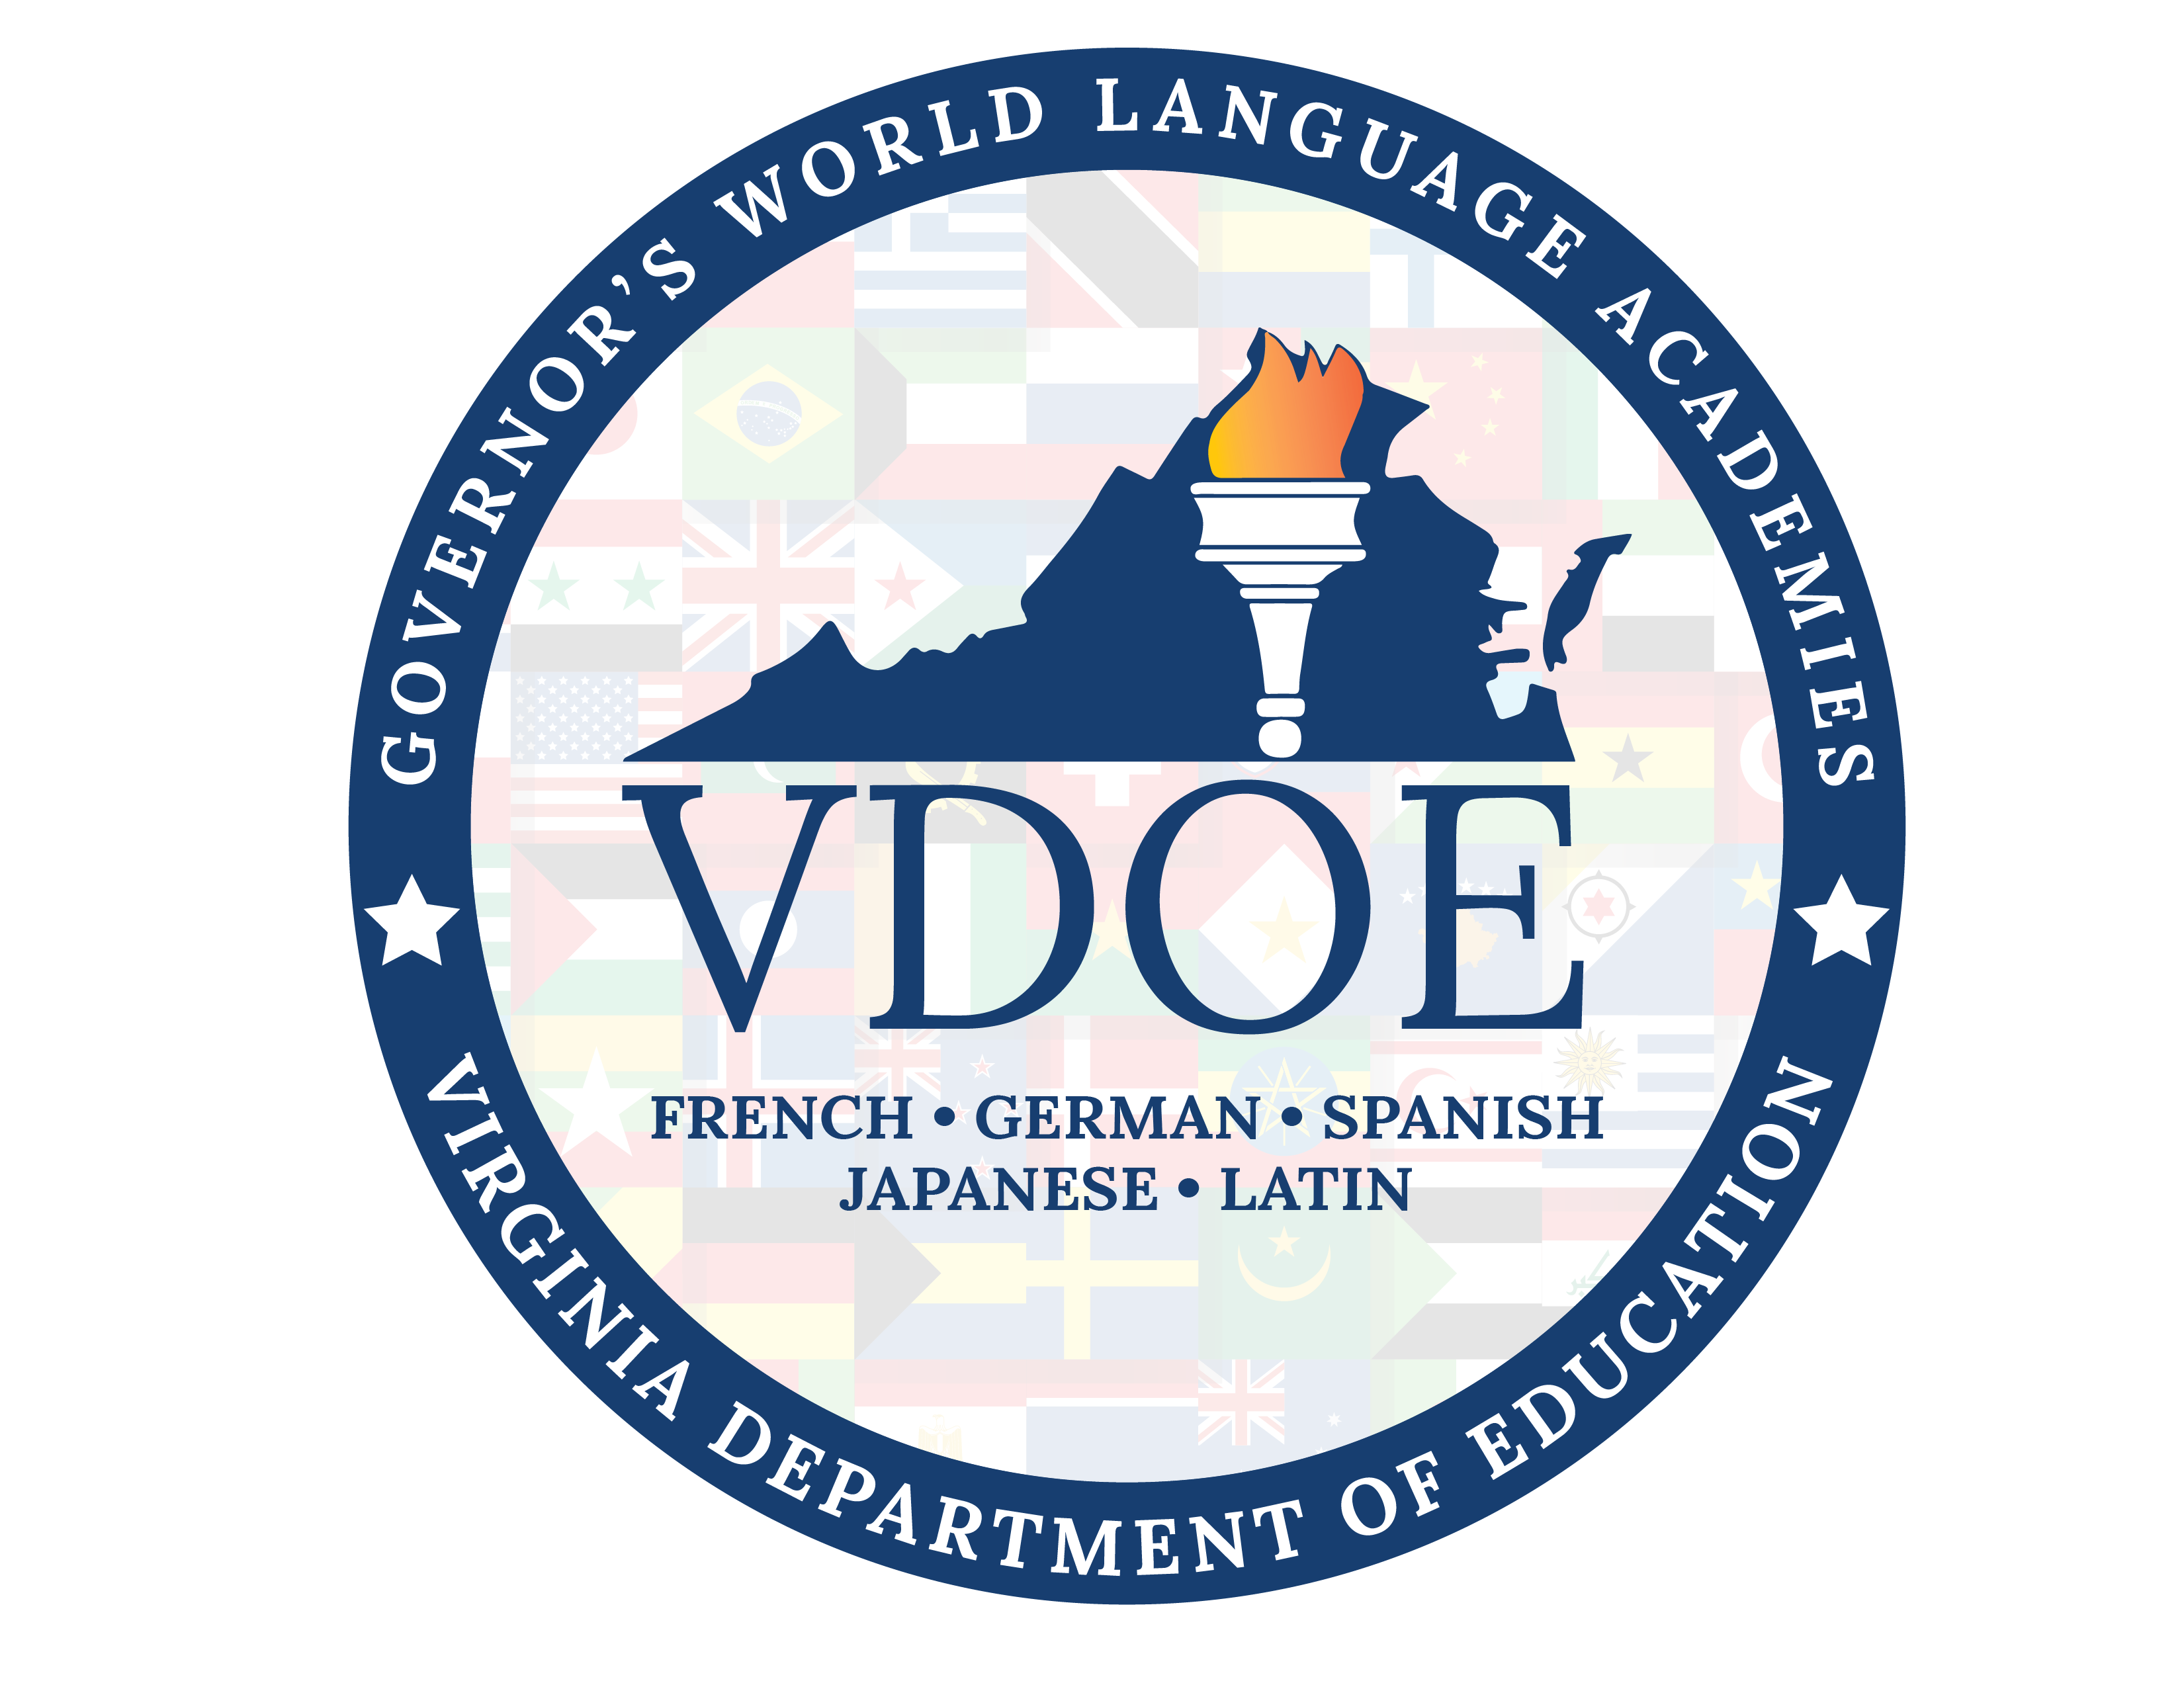 GOVERNOR'S WORLD LANGUAGE ACADEMIES
VDOE
FRENCH • GERMAN • SPANISH
JAPANESE • LATIN
VIRGINIA DEPARTMENT OF EDUCATION